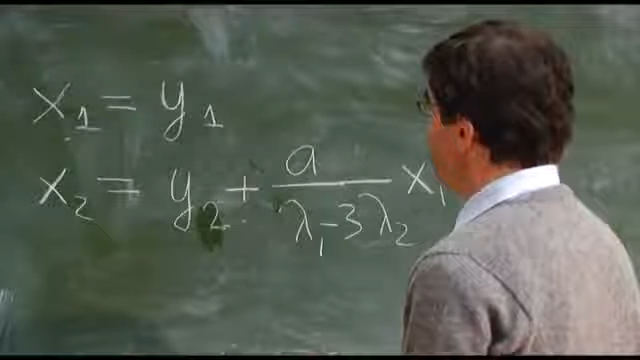 x₁ = y₁
x₂ = y₂ + a/(λ₁-3λ₂) x₁